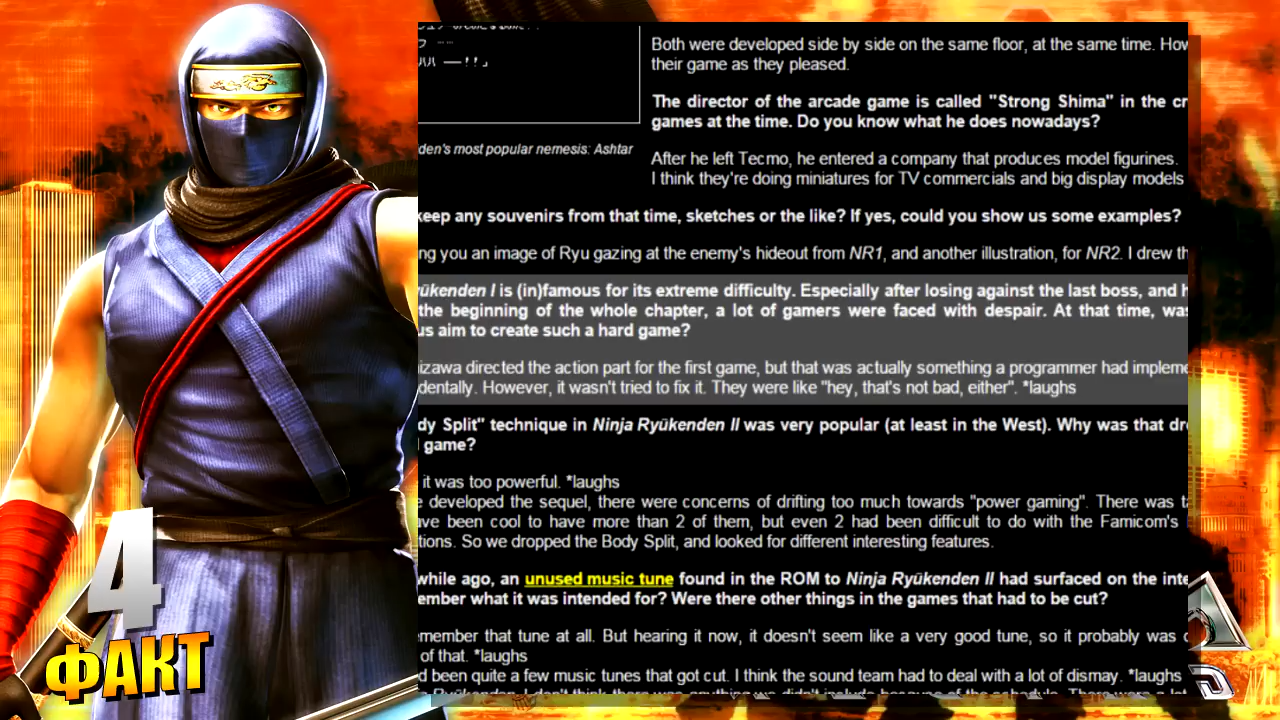 ハハ ――!!」
den's most popular nemesis: Ashtar
Both were developed side by side on the same floor, at the same time. How
their game as they pleased.
The director of the arcade game is called "Strong Shima" in the cr
games at the time. Do you know what he does nowadays?
After he left Tecmo, he entered a company that produces model figurines.
I think they're doing miniatures for TV commercials and big display models
keep any souvenirs from that time, sketches or the like? If yes, could you show us some examples?
ng you an image of Ryu gazing at the enemy's hideout from NR1, and another illustration, for NR2. I drew th
ūkenden I is (in)famous for its extreme difficulty. Especially after losing against the last boss, and h
the beginning of the whole chapter, a lot of gamers were faced with despair. At that time, was
us aim to create such a hard game?
izawa directed the action part for the first game, but that was actually something a programmer had impleme
dentally. However, it wasn't tried to fix it. They were like "hey, that's not bad, either". *laughs
dy Split" technique in Ninja Ryūkenden II was very popular (at least in the West). Why was that dr
game?
it was too powerful. *laughs
e developed the sequel, there were concerns of drifting too much towards "power gaming". There was t
ave been cool to have more than 2 of them, but even 2 had been difficult to do with the Famicom's
tions. So we dropped the Body Split, and looked for different interesting features.
while ago, an unused music tune found in the ROM to Ninja Ryūkenden II had surfaced on the inte
ember what it was intended for? Were there other things in the games that had to be cut?
emember that tune at all. But hearing it now, it doesn't seem like a very good tune, so it probably was
of that. *laughs
d been quite a few music tunes that got cut. I think the sound team had to deal with a lot of dismay. *laughs
4
ФАКТ